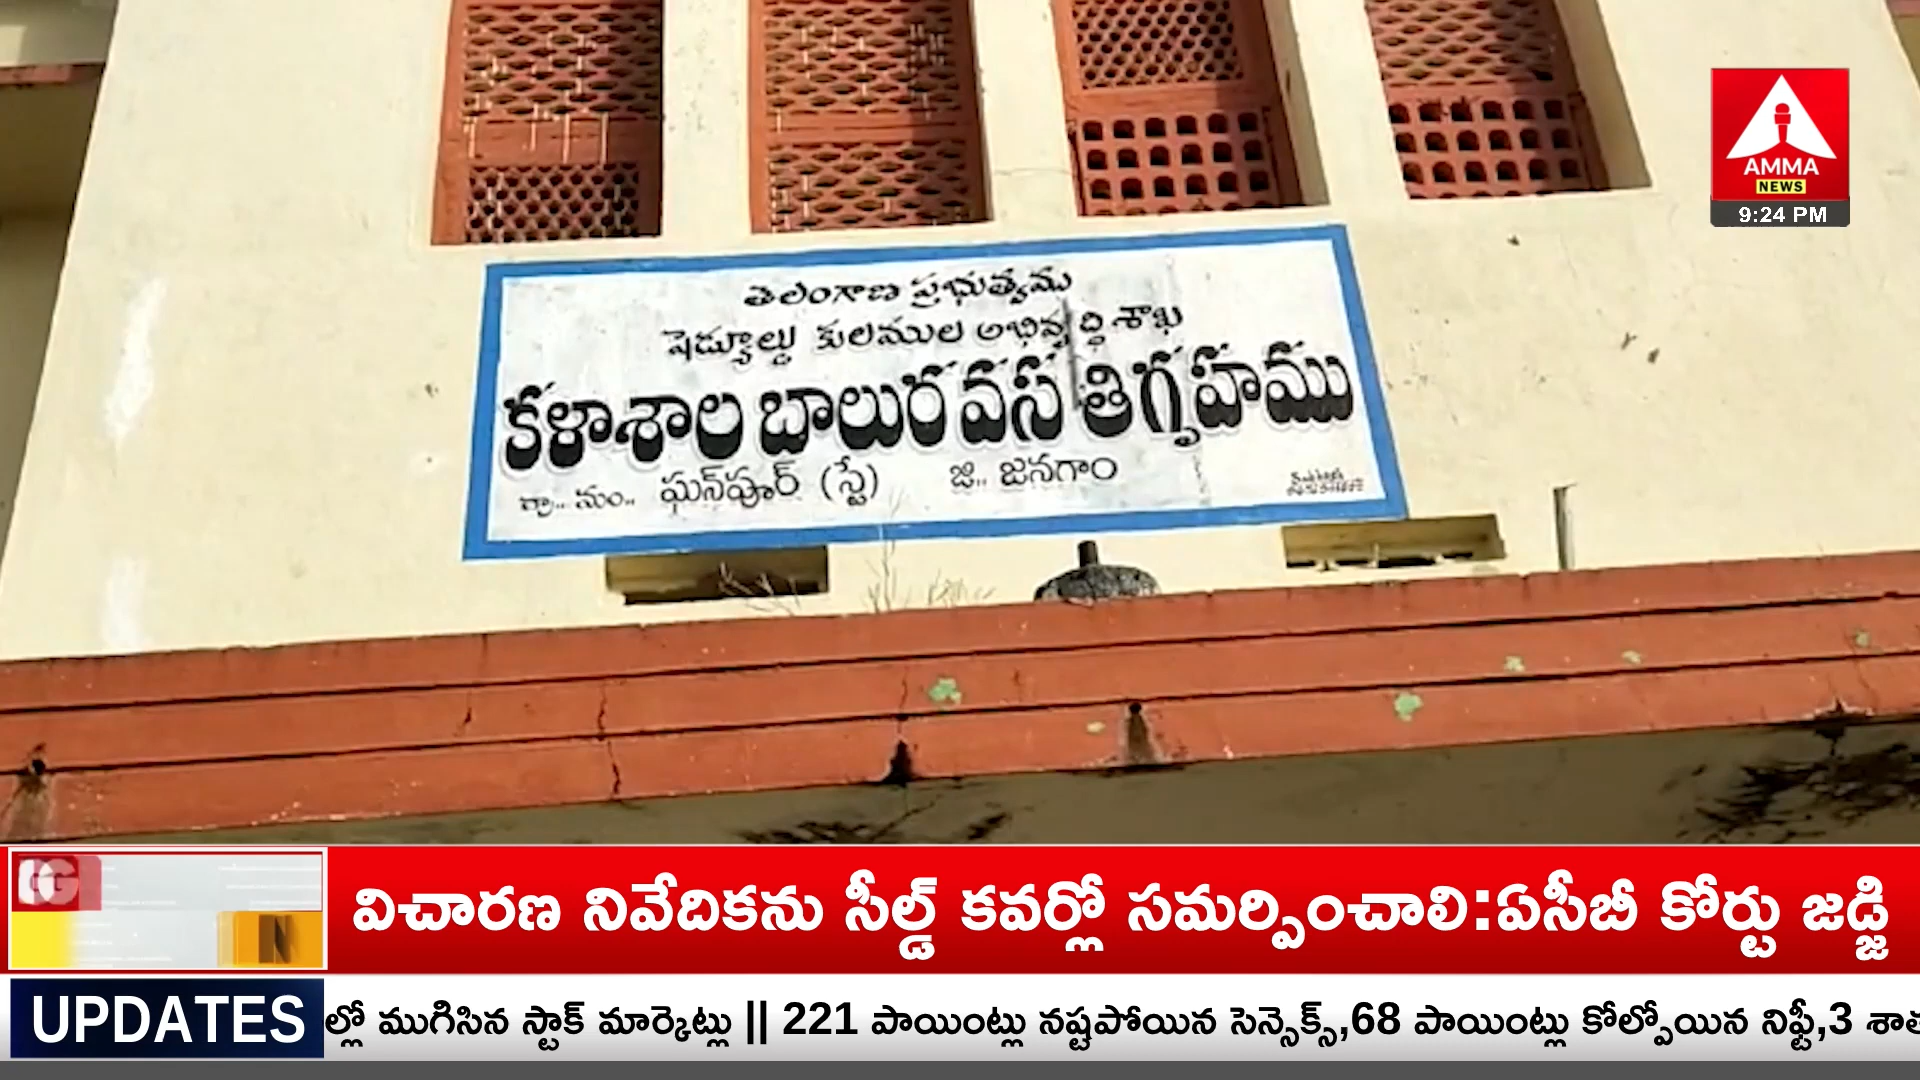 AMMA
NEWS
9:24 PM
తెలంగాణ ప్రభుత్వము
షెడ్యూల్డు కులముల అభివృద్ధి శాఖ
కళాశాల బాలుర వసతి గృహము
గ్రా.. మం.. ఘన్‌పూర్ (స్టే) జి.. జనగాం
విచారణ నివేదికను సీల్డ్ కవర్లో సమర్పించాలి:ఏసీబీ కోర్టు జడ్జి
UPDATES
ల్లో ముగిసిన స్టాక్ మార్కెట్లు || 221 పాయింట్లు నష్టపోయిన సెన్సెక్స్,68 పాయింట్లు కోల్పోయిన నిఫ్టీ,3 శాత